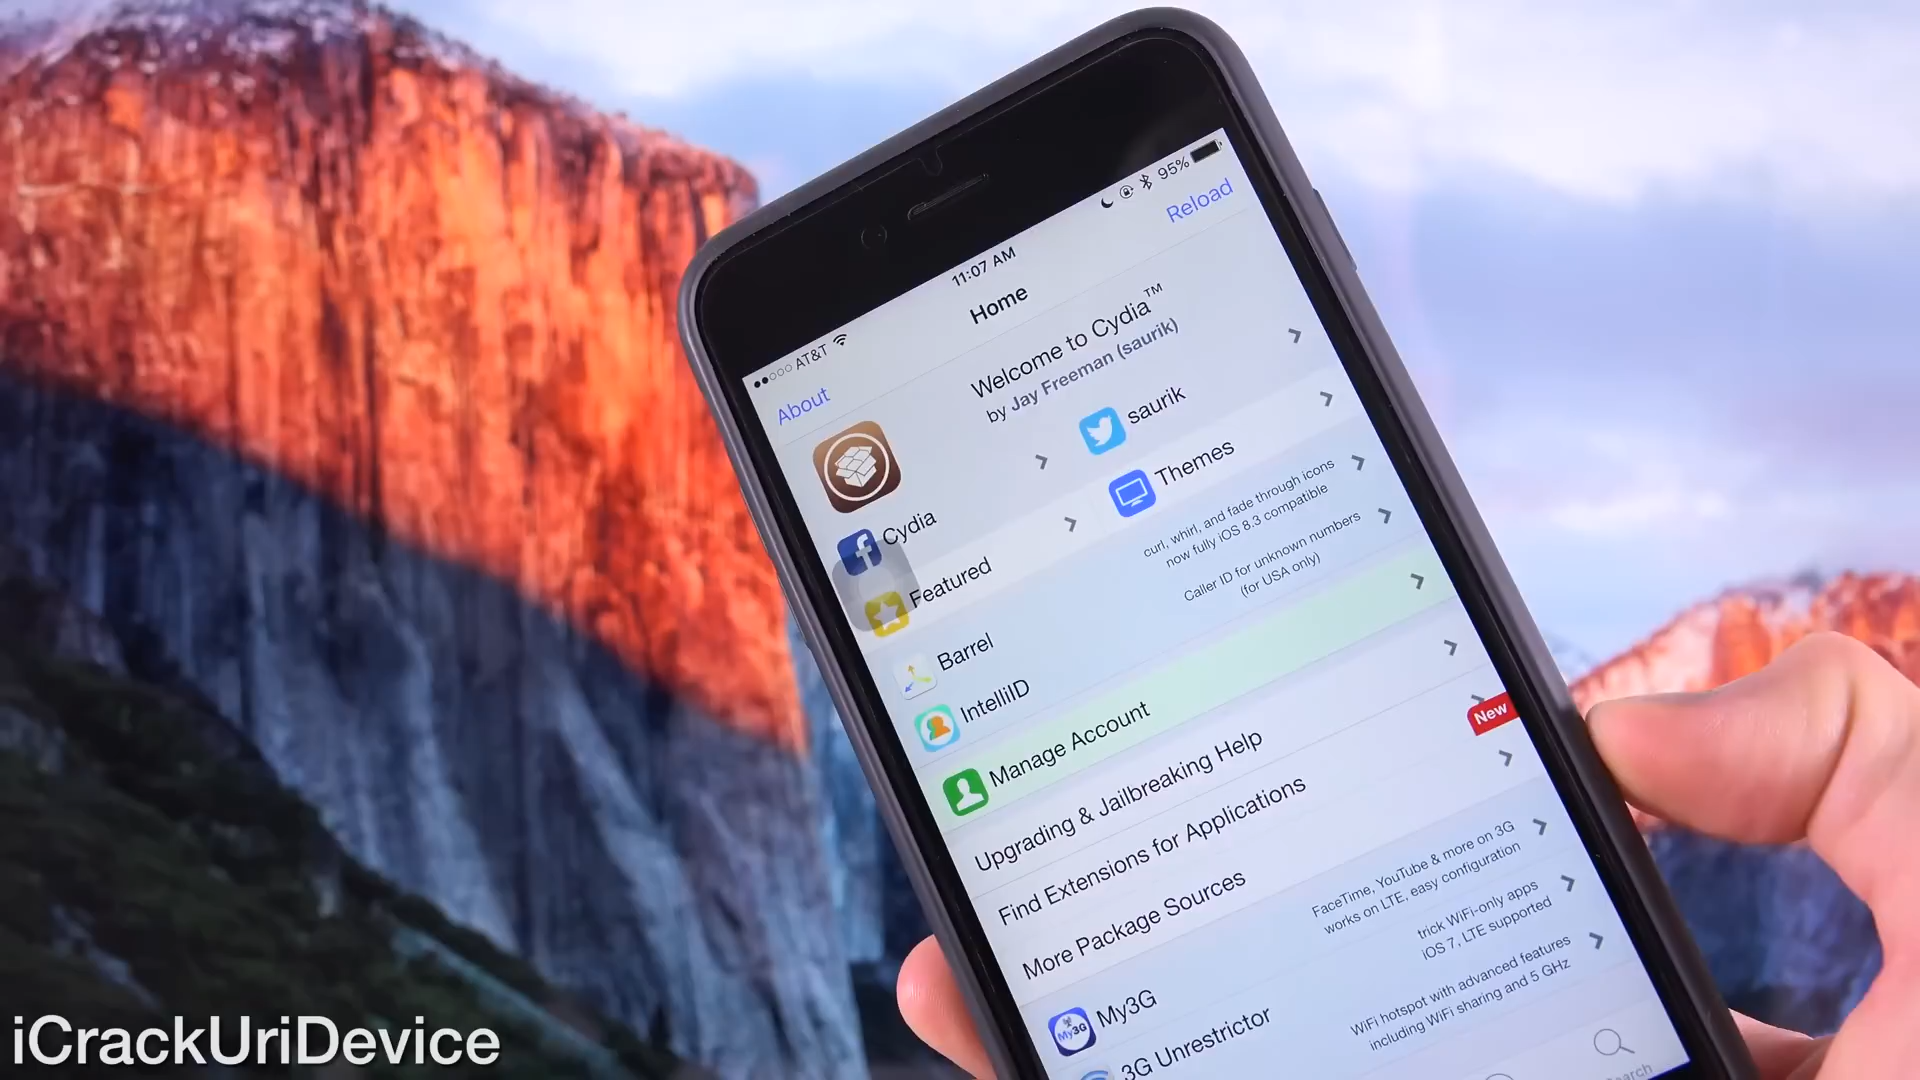 AT&T
11:07 AM
95%
About
Home
Reload
Welcome to Cydia™
by Jay Freeman (saurik)
Cydia
saurik
Featured
Themes
Barrel
curl, whirl, and fade through icons
now fully iOS 8.3 compatible
IntelliID
Caller ID for unknown numbers
(for USA only)
Manage Account
Upgrading & Jailbreaking Help
Find Extensions for Applications
New
More Package Sources
My3G
My3G
FaceTime, YouTube & more on 3G
works on LTE, easy configuration
3G Unrestrictor
trick WiFi-only apps
iOS 7, LTE supported
WiFi hotspot with advanced features
including WiFi sharing and 5 GHz
Search
iCrackUriDevice